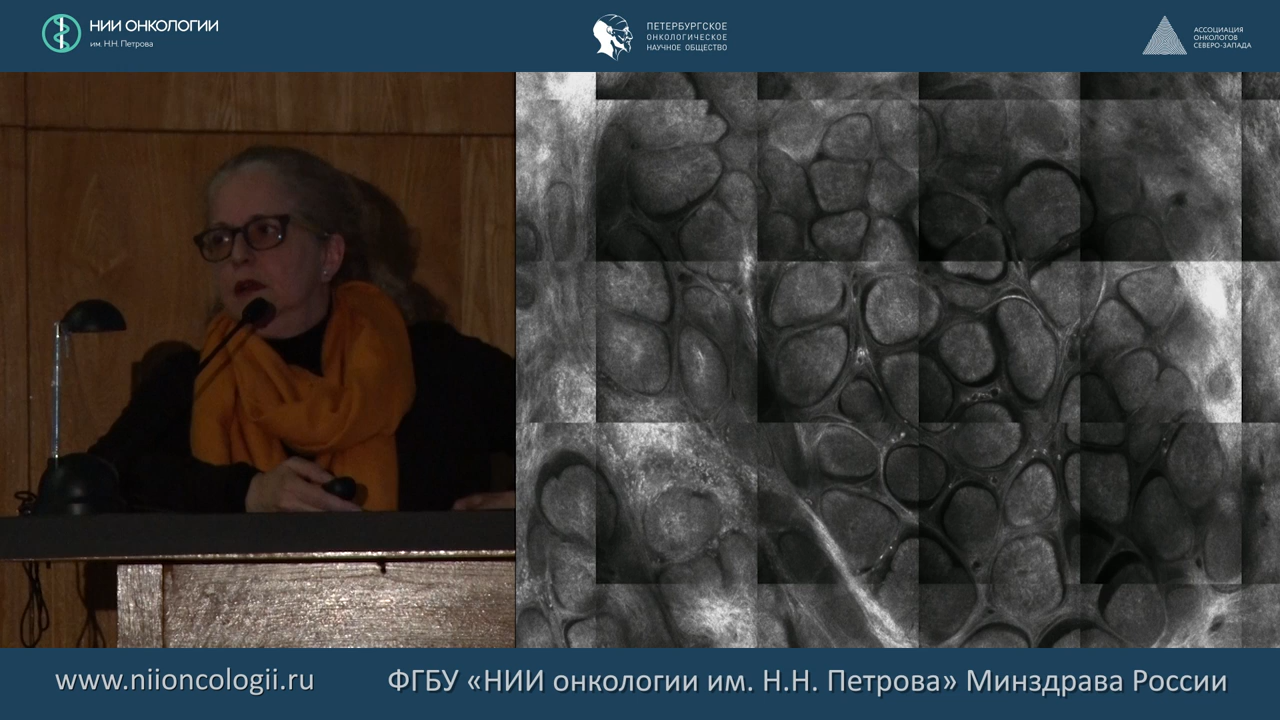 НИИ ОНКОЛОГИИ
им. Н.Н. Петрова
ПЕТЕРБУРГСКОЕ
ОНКОЛОГИЧЕСКОЕ
НАУЧНОЕ ОБЩЕСТВО
АССОЦИАЦИЯ
ОНКОЛОГОВ
СЕВЕРО-ЗАПАДА
www.niioncologii.ru
ФГБУ «НИИ онкологии им. Н.Н. Петрова» Минздрава России